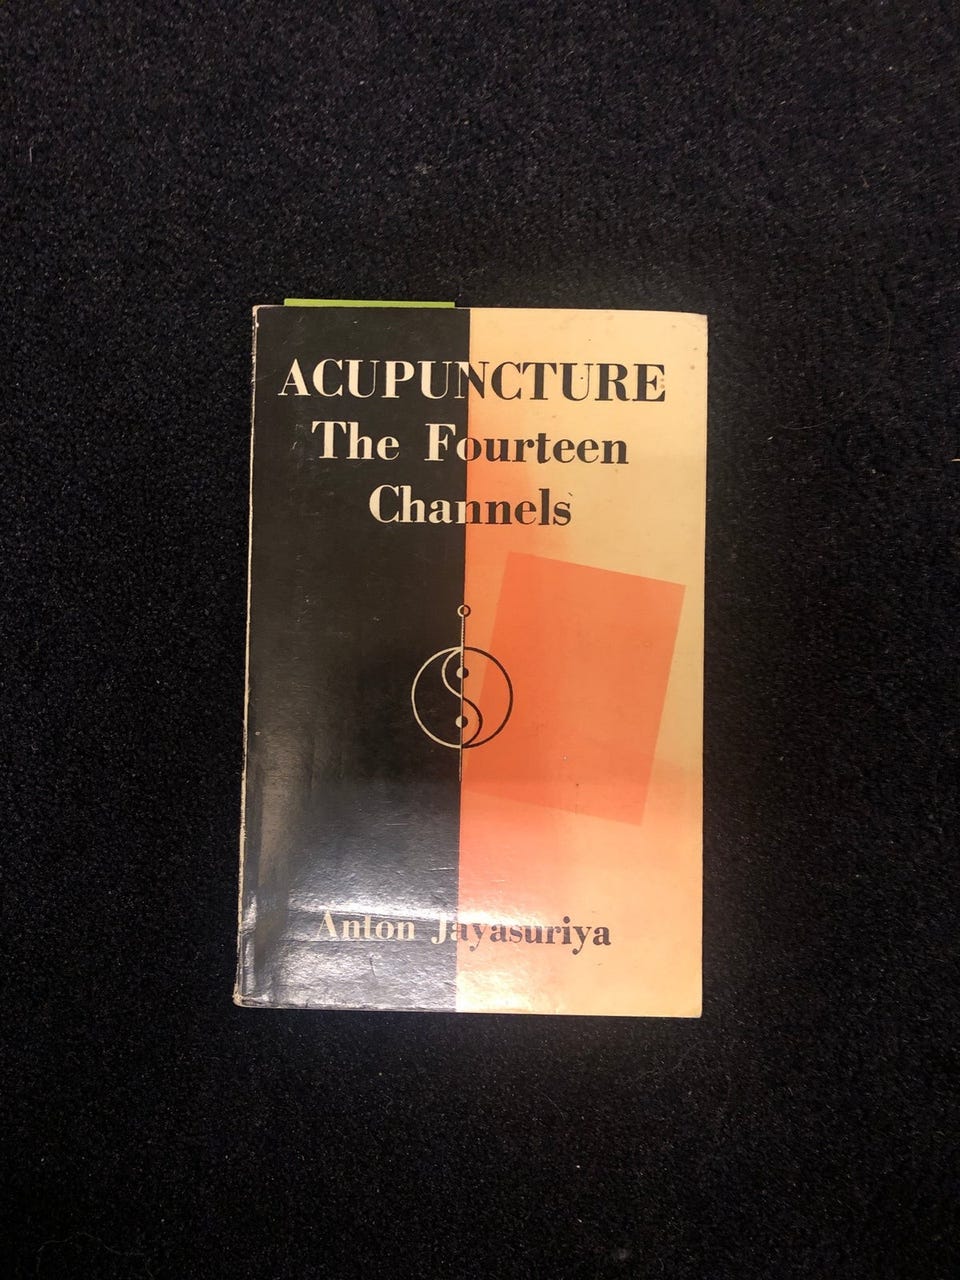 ACUPUNCTURE
The Fourteen
Channels
Anton Jayasuriya